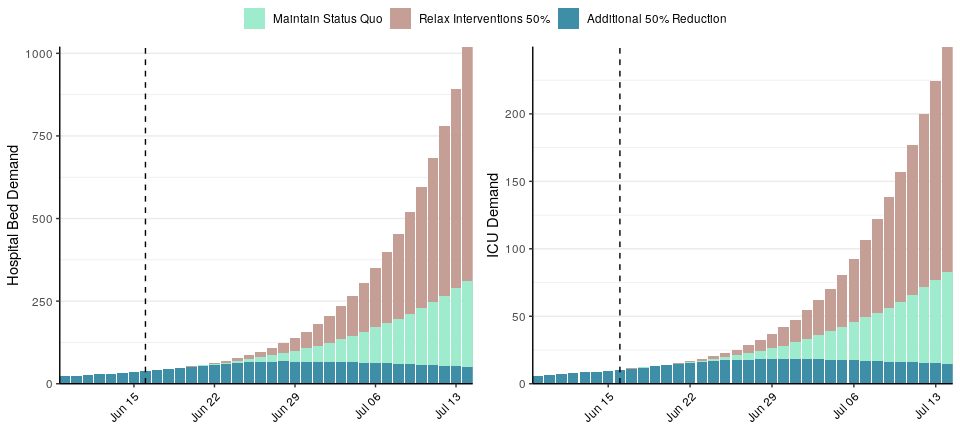 Maintain Status Quo Relax Interventions 50% Additional 50% Reduction
Hospital Bed Demand
1000
750
500
250
0
Jun 15 Jun 22 Jun 29 Jul 06 Jul 13
ICU Demand
200
150
100
50
0
Jun 15 Jun 22 Jun 29 Jul 06 Jul 13